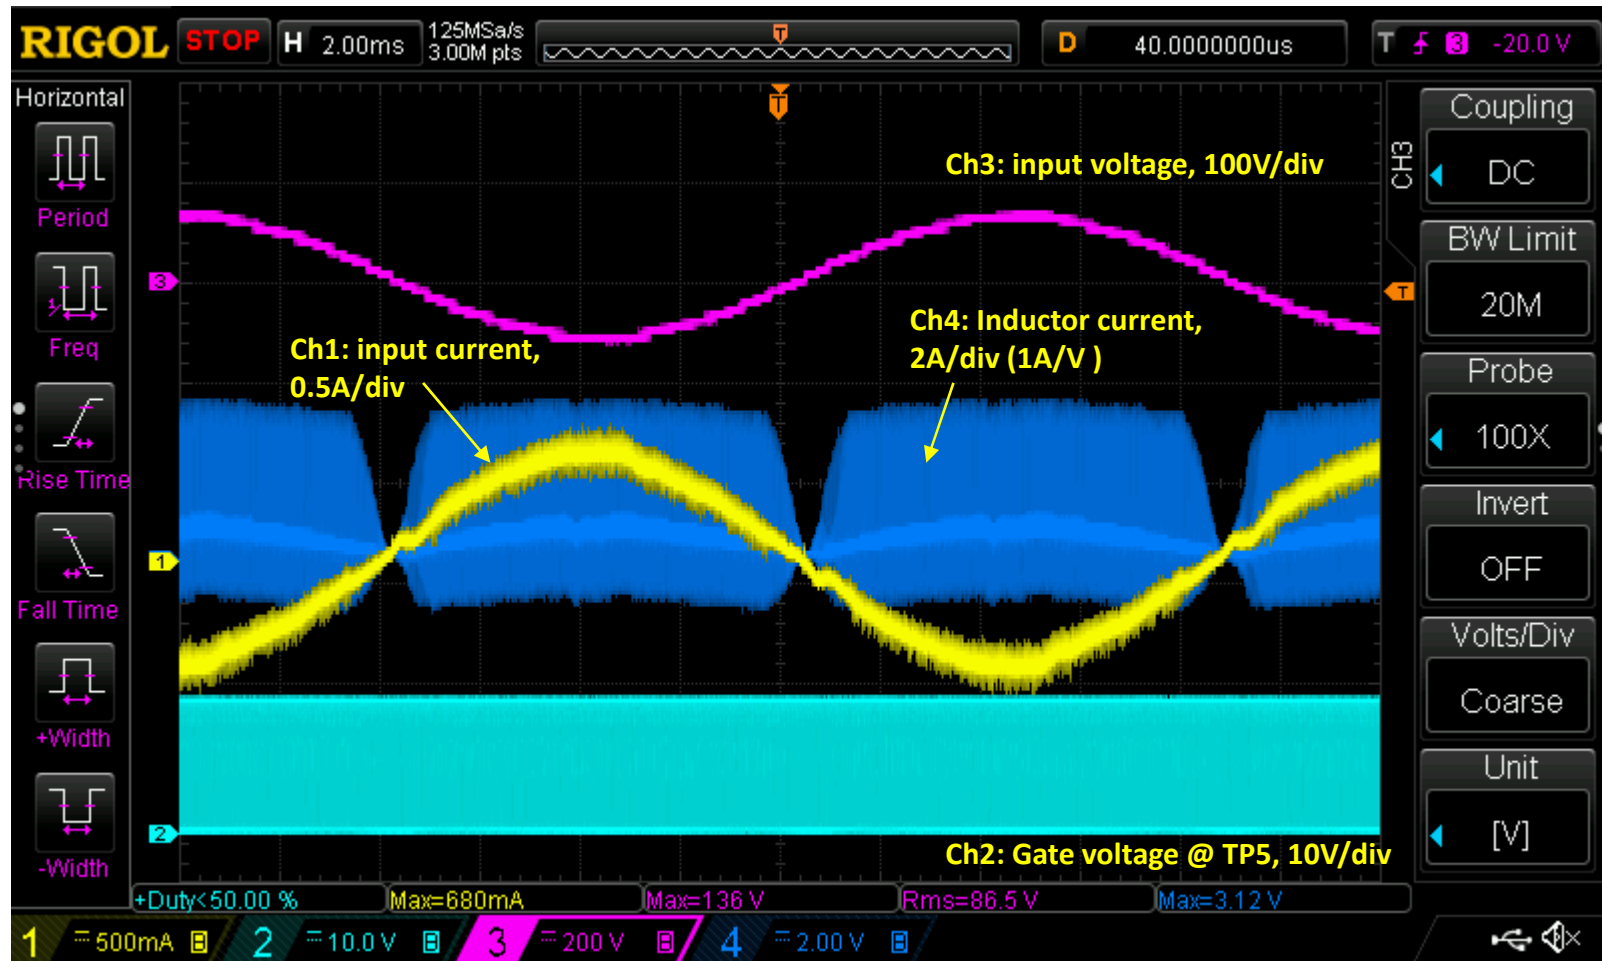 RIGOL STOP H 2.00ms 125MSa/s
3.00M pts
T
D 40.0000000us T 3 -20.0 V
Horizontal
Period
Freq
Rise Time
Fall Time
+Width
-Width
T
Ch3: input voltage, 100V/div
3
T
Ch4: Inductor current,
2A/div (1A/V )
Ch1: input current,
0.5A/div
1
2
Ch2: Gate voltage @ TP5, 10V/div
CH3
Coupling
DC
BW Limit
20M
Probe
100X
Invert
OFF
Volts/Div
Coarse
Unit
[V]
+Duty<50.00 % Max=680mA Max=136 V Rms=86.5 V Max=3.12 V
1 500mA B 2 10.0 V B 3 200 V B 4 2.00 V B